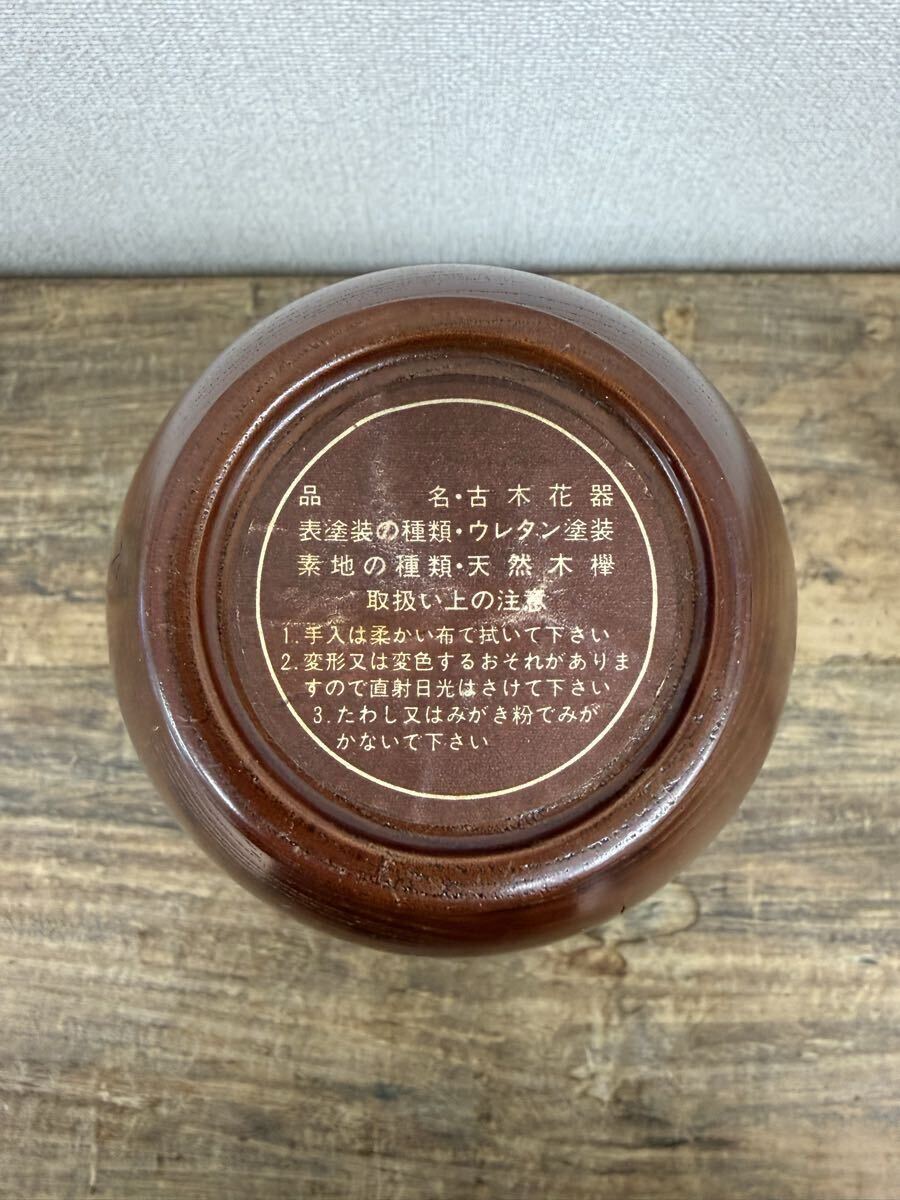 品　　　名・古木花器
表塗装の種類・ウレタン塗装
素地の種類・天然木欅
取扱い上の注意
1. 手入は柔かい布て拭いて下さい
2. 変形又は変色するおそれがありま
すので直射日光はさけて下さい
3. たわし又はみがき粉でみが
かないで下さい